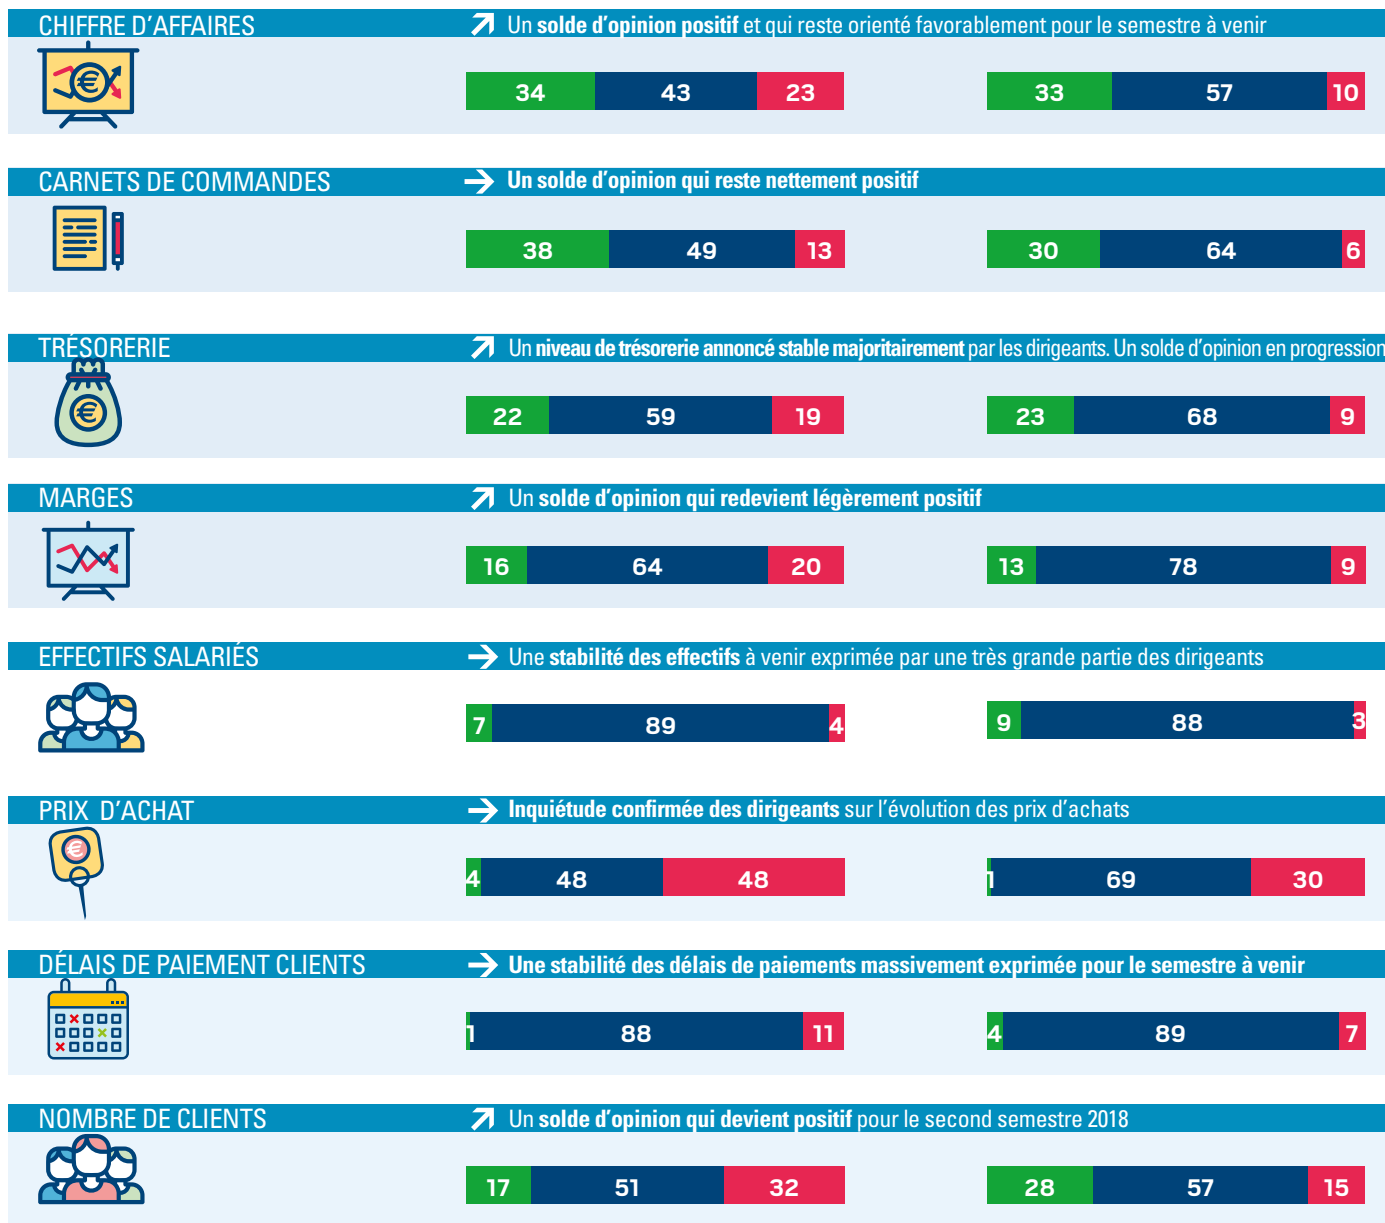 CHIFFRE D’AFFAIRES
Un solde d’opinion positif et qui reste orienté favorablement pour le semestre à venir
€
34 43 23
33 57 10
CARNETS DE COMMANDES
Un solde d’opinion qui reste nettement positif
38 49 13
30 64 6
TRÉSORERIE
Un niveau de trésorerie annoncé stable majoritairement par les dirigeants. Un solde d’opinion en progression
€
22 59 19
23 68 9
MARGES
Un solde d’opinion qui redevient légèrement positif
16 64 20
13 78 9
EFFECTIFS SALARIÉS
Une stabilité des effectifs à venir exprimée par une très grande partie des dirigeants
7 89 4
9 88 3
PRIX D’ACHAT
Inquiétude confirmée des dirigeants sur l’évolution des prix d’achats
€
4 48 48
1 69 30
DÉLAIS DE PAIEMENT CLIENTS
Une stabilité des délais de paiements massivement exprimée pour le semestre à venir
1 88 11
4 89 7
NOMBRE DE CLIENTS
Un solde d’opinion qui devient positif pour le second semestre 2018
17 51 32
28 57 15